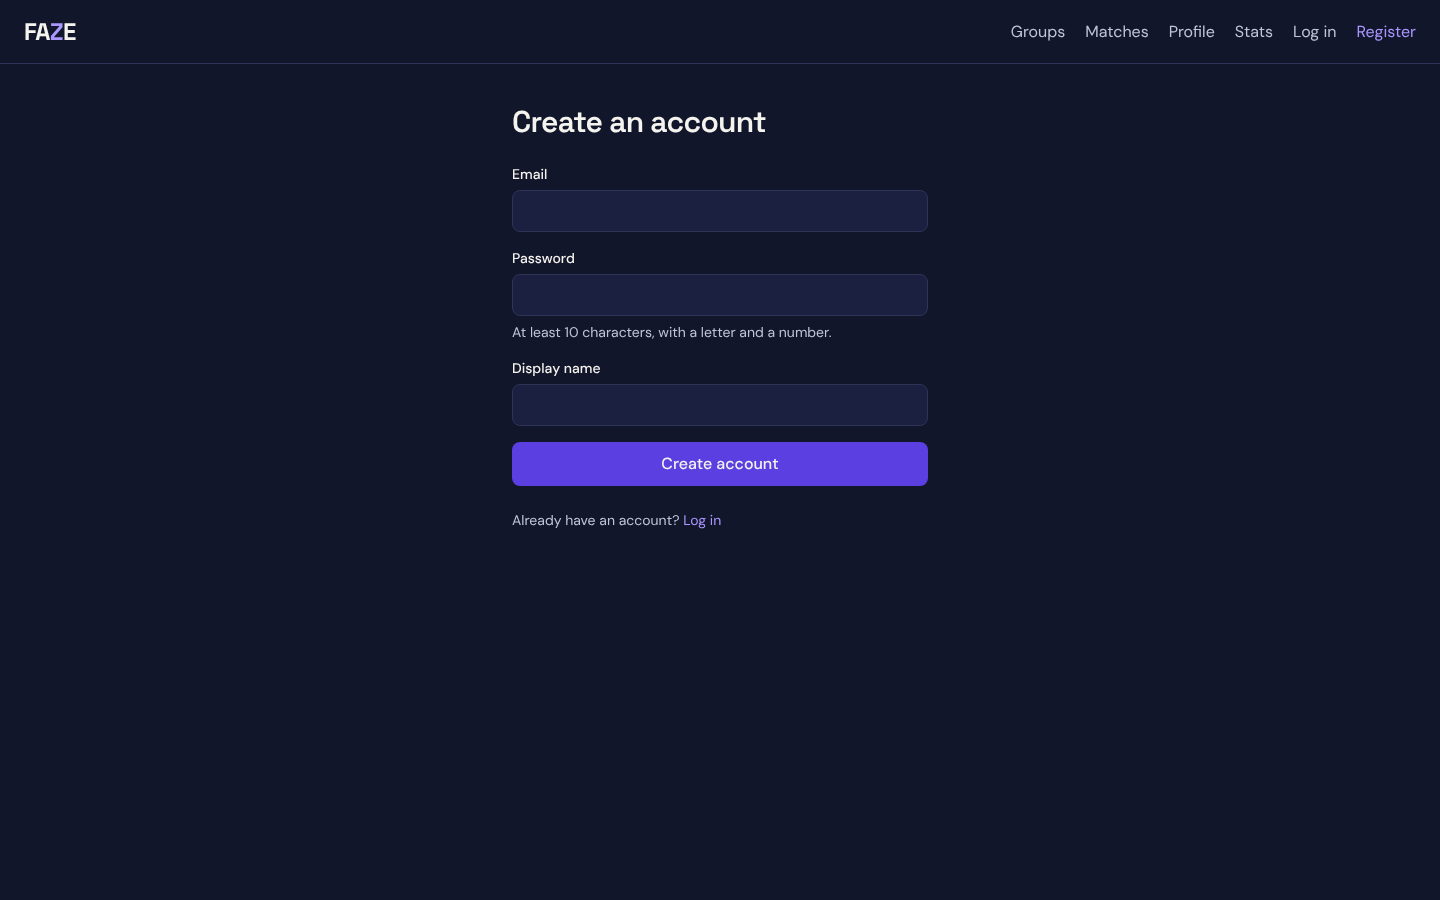 FAZE
Groups Matches Profile Stats Log in Register
Create an account
Email
Password
At least 10 characters, with a letter and a number.
Display name
Create account
Already have an account? Log in